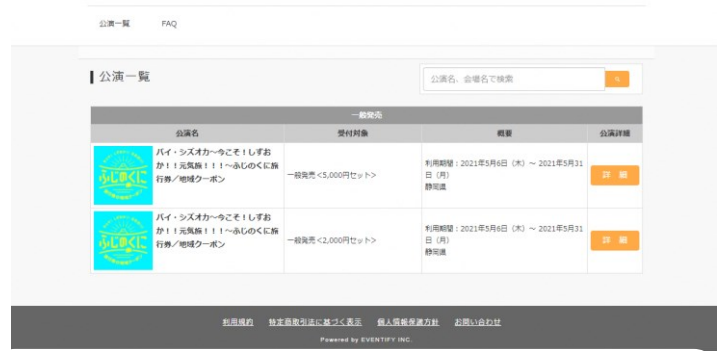 公演一覧 FAQ
公演一覧
公演名、会場名で検索
一般発売
公演名 受付対象 概要 公演詳細
ふじのくに
バイ・シズオカ~今こそ!しずお
か!!元気旅!!!~ふじのくに旅
行券/地域クーポン
一般発売<5,000円セット>
利用期間:2021年5月6日(木)~ 2021年5月31
日(月)
静岡県
詳 細
ふじのくに
バイ・シズオカ~今こそ!しずお
か!!元気旅!!!~ふじのくに旅
行券/地域クーポン
一般発売<2,000円セット>
利用期間:2021年5月6日(木)~ 2021年5月31
日(月)
静岡県
詳 細
利用規約 特定商取引法に基づく表示 個人情報保護方針 お問い合わせ
Powered by EVENTIFY INC.